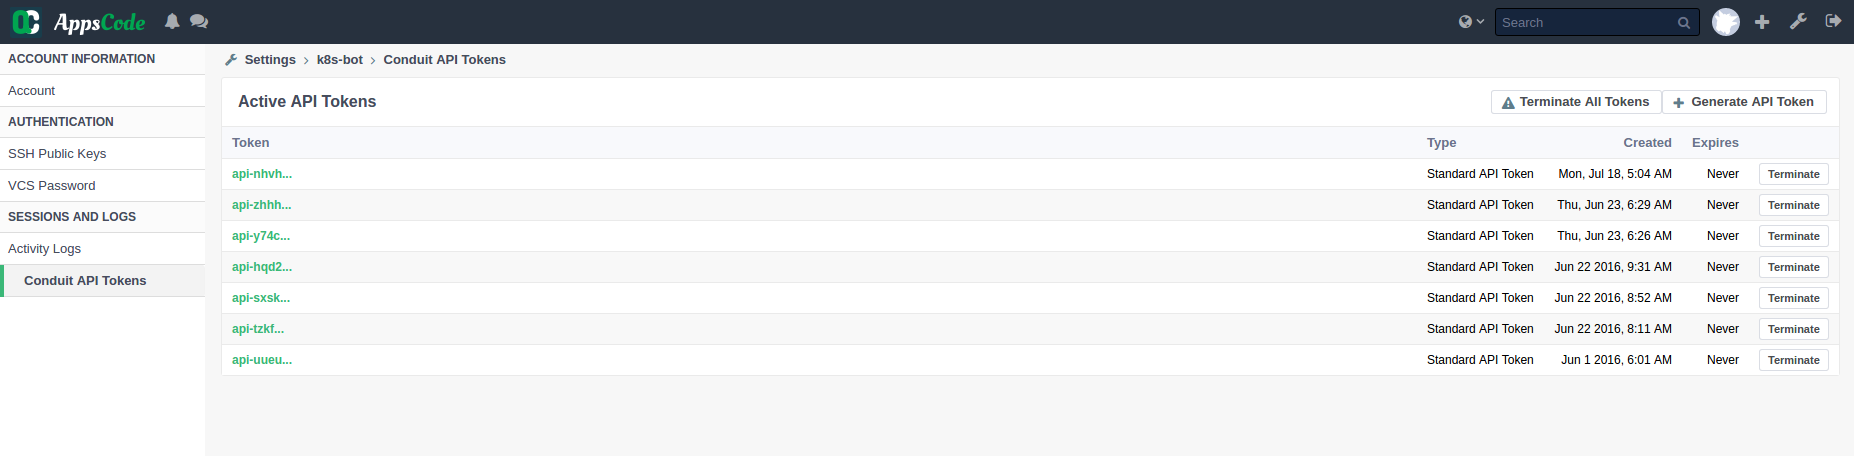 AppsCode
Search
ACCOUNT INFORMATION
Account
AUTHENTICATION
SSH Public Keys
VCS Password
SESSIONS AND LOGS
Activity Logs
Conduit API Tokens
Settings > k8s-bot > Conduit API Tokens
Active API Tokens
Terminate All Tokens
Generate API Token
Token Type Created Expires
api-nhvh... Standard API Token Mon, Jul 18, 5:04 AM Never Terminate
api-zhhh... Standard API Token Thu, Jun 23, 6:29 AM Never Terminate
api-y74c... Standard API Token Thu, Jun 23, 6:26 AM Never Terminate
api-hqd2... Standard API Token Jun 22 2016, 9:31 AM Never Terminate
api-sxsk... Standard API Token Jun 22 2016, 8:52 AM Never Terminate
api-tzkf... Standard API Token Jun 22 2016, 8:11 AM Never Terminate
api-uueu... Standard API Token Jun 1 2016, 6:01 AM Never Terminate